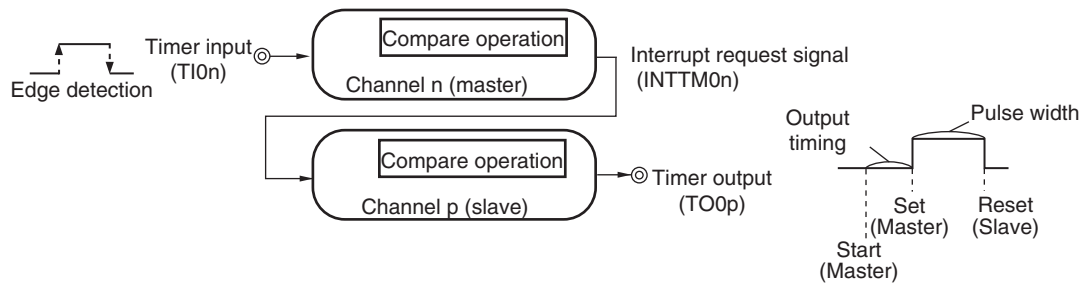 Compare operation
Timer input
(TI0n)
Edge detection
Channel n (master)
Interrupt request signal
(INTTM0n)
Compare operation
Channel p (slave)
Timer output
(TO0p)
Output
timing
Pulse width
Set
(Master)
Reset
(Slave)
Start
(Master)